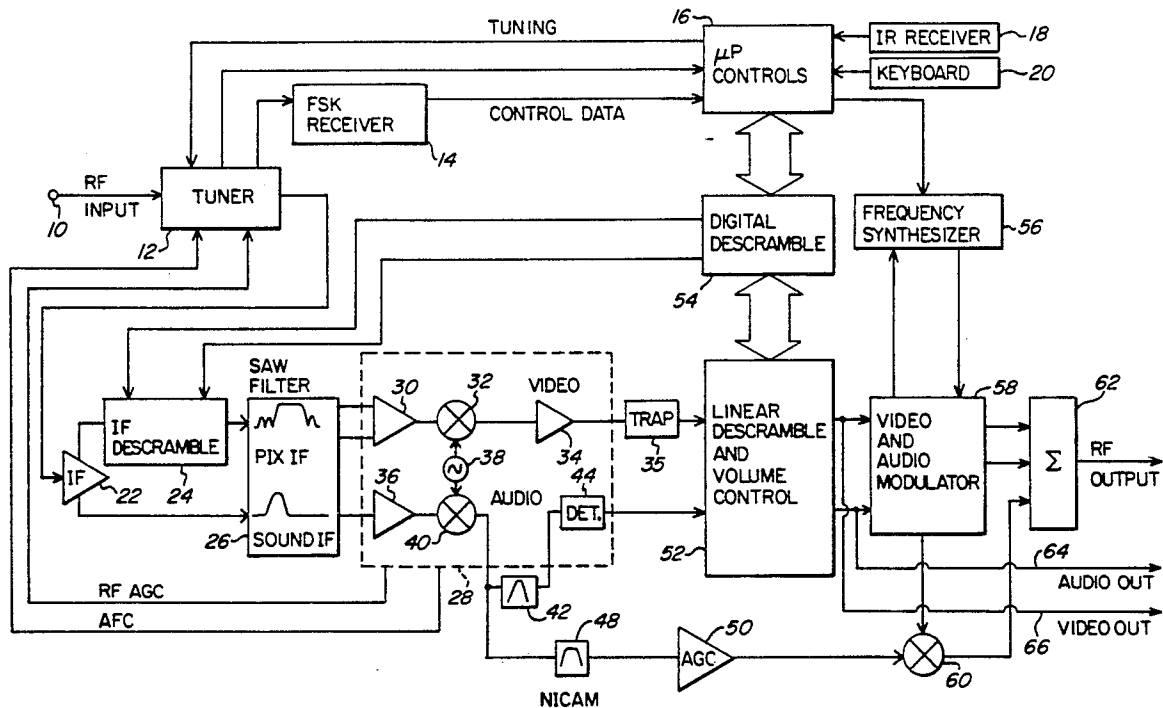 TUNING
16
μP
CONTROLS
IR RECEIVER
18
KEYBOARD
20
FSK
RECEIVER
14
CONTROL DATA
RF
INPUT
10
TUNER
12
DIGITAL
DESCRAMBLE
54
FREQUENCY
SYNTHESIZER
56
SAW
FILTER
IF
DESCRAMBLE
24
IF
22
PIX IF
SOUND IF
26
30
32
VIDEO
34
38
36
AUDIO
40
44
DET.
28
42
TRAP
35
LINEAR
DESCRAMBLE
AND
VOLUME
CONTROL
52
58
VIDEO
AND
AUDIO
MODULATOR
62
Σ
RF
OUTPUT
64
AUDIO OUT
66
VIDEO OUT
RF AGC
AFC
48
NICAM
50
AGC
60